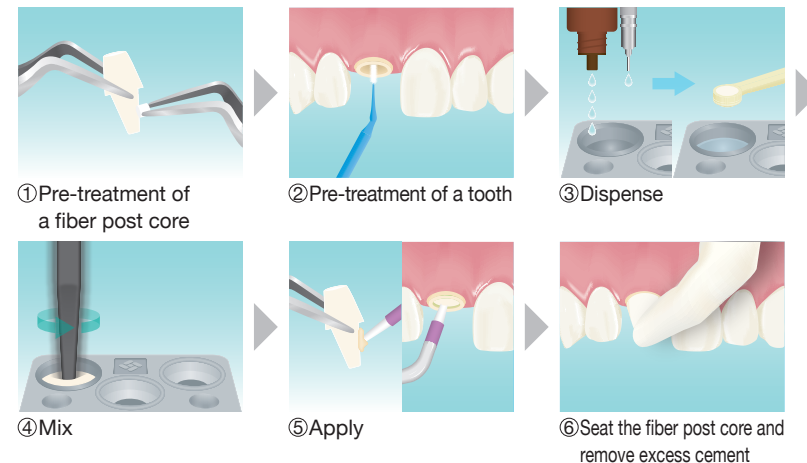 ①Pre-treatment of
a fiber post core
②Pre-treatment of a tooth
③Dispense
④Mix
⑤Apply
⑥Seat the fiber post core and
remove excess cement